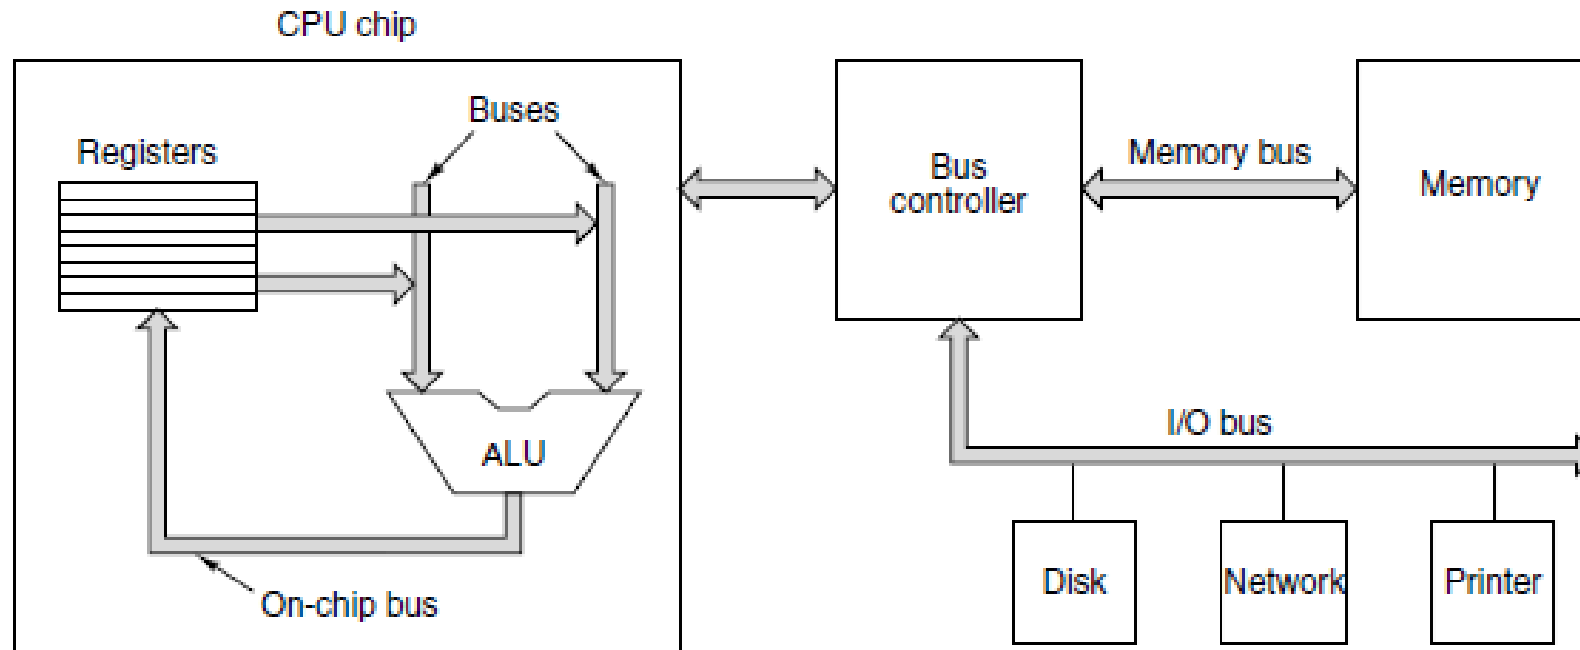 CPU chip
Buses
Registers
Bus
controller
Memory bus
Memory
ALU
I/O bus
On-chip bus
Disk
Network
Printer